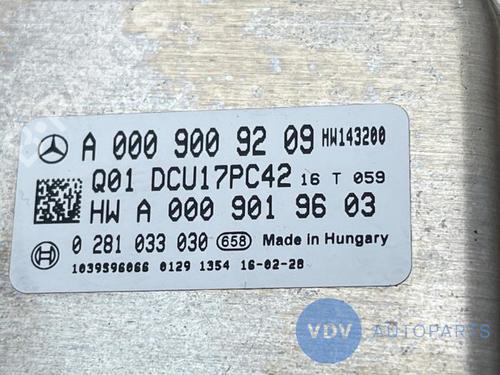 A 000 900 92 09 HW143200
Q01 DCU17PC42 16 T 059
HW A 000 901 96 03
0 281 033 030 658 Made in Hungary
1039S96066 0129 1354 16-02-28
VDV AUTOPARTS